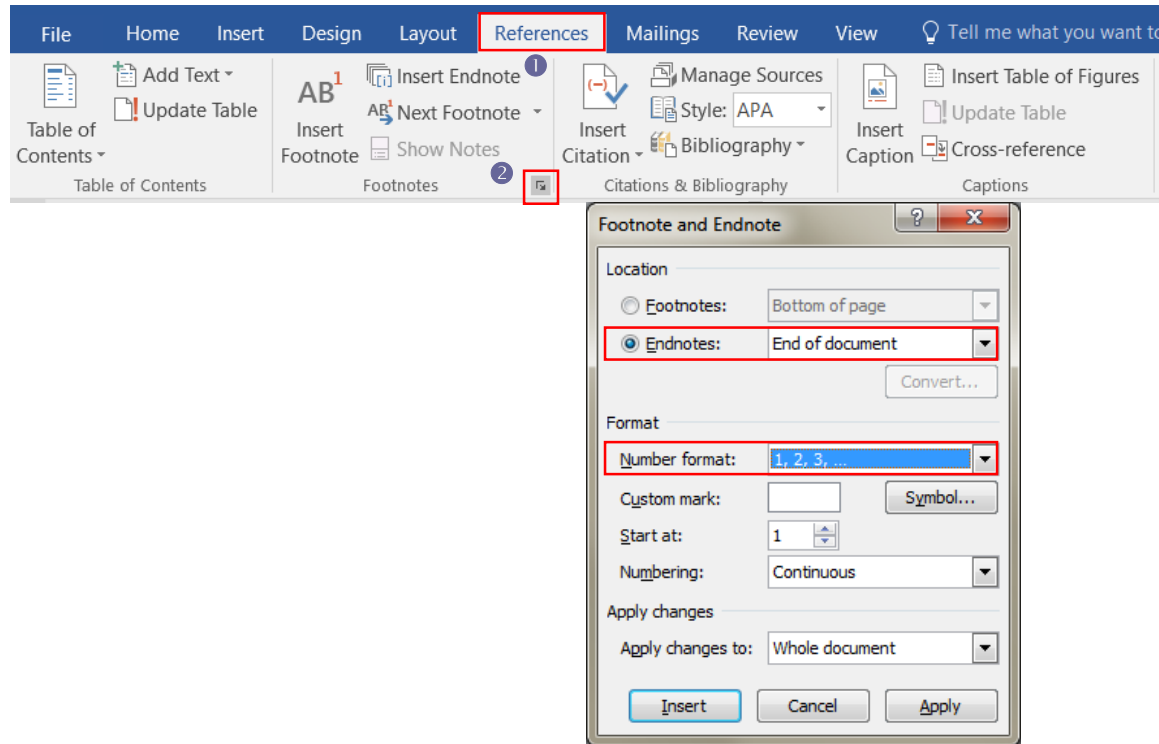 File Home Insert Design Layout References Mailings Review View Tell me what you want to
1
Add Text Insert Endnote Manage Sources Insert Table of Figures
AB1 Update Table AB1 Next Footnote (-) Style: APA Update Table
Table of Contents Insert Footnote Show Notes Insert Citation Bibliography Insert Caption Cross-reference
2
Table of Contents Footnotes Citations & Bibliography Captions
Footnote and Endnote ? X
Location
Footnotes: Bottom of page
Endnotes: End of document
Convert...
Format
Number format: 1, 2, 3, ...
Custom mark: Symbol...
Start at: 1
Numbering: Continuous
Apply changes
Apply changes to: Whole document
Insert Cancel Apply